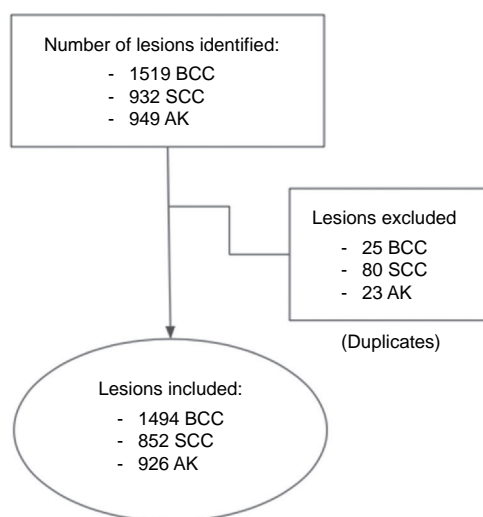 Number of lesions identified:
- 1519 BCC
- 932 SCC
- 949 AK
Lesions excluded
- 25 BCC
- 80 SCC
- 23 AK
(Duplicates)
Lesions included:
- 1494 BCC
- 852 SCC
- 926 AK